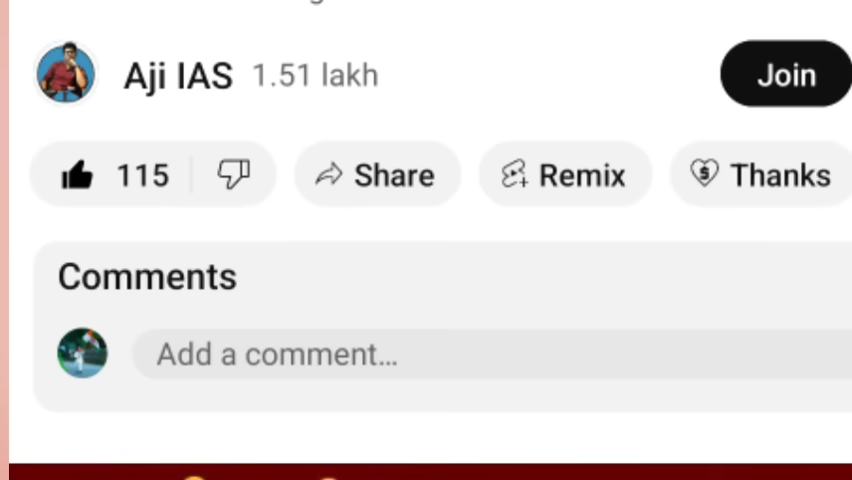 Aji IAS 1.51 lakh Join
115 Share Remix Thanks
Comments
Add a comment...